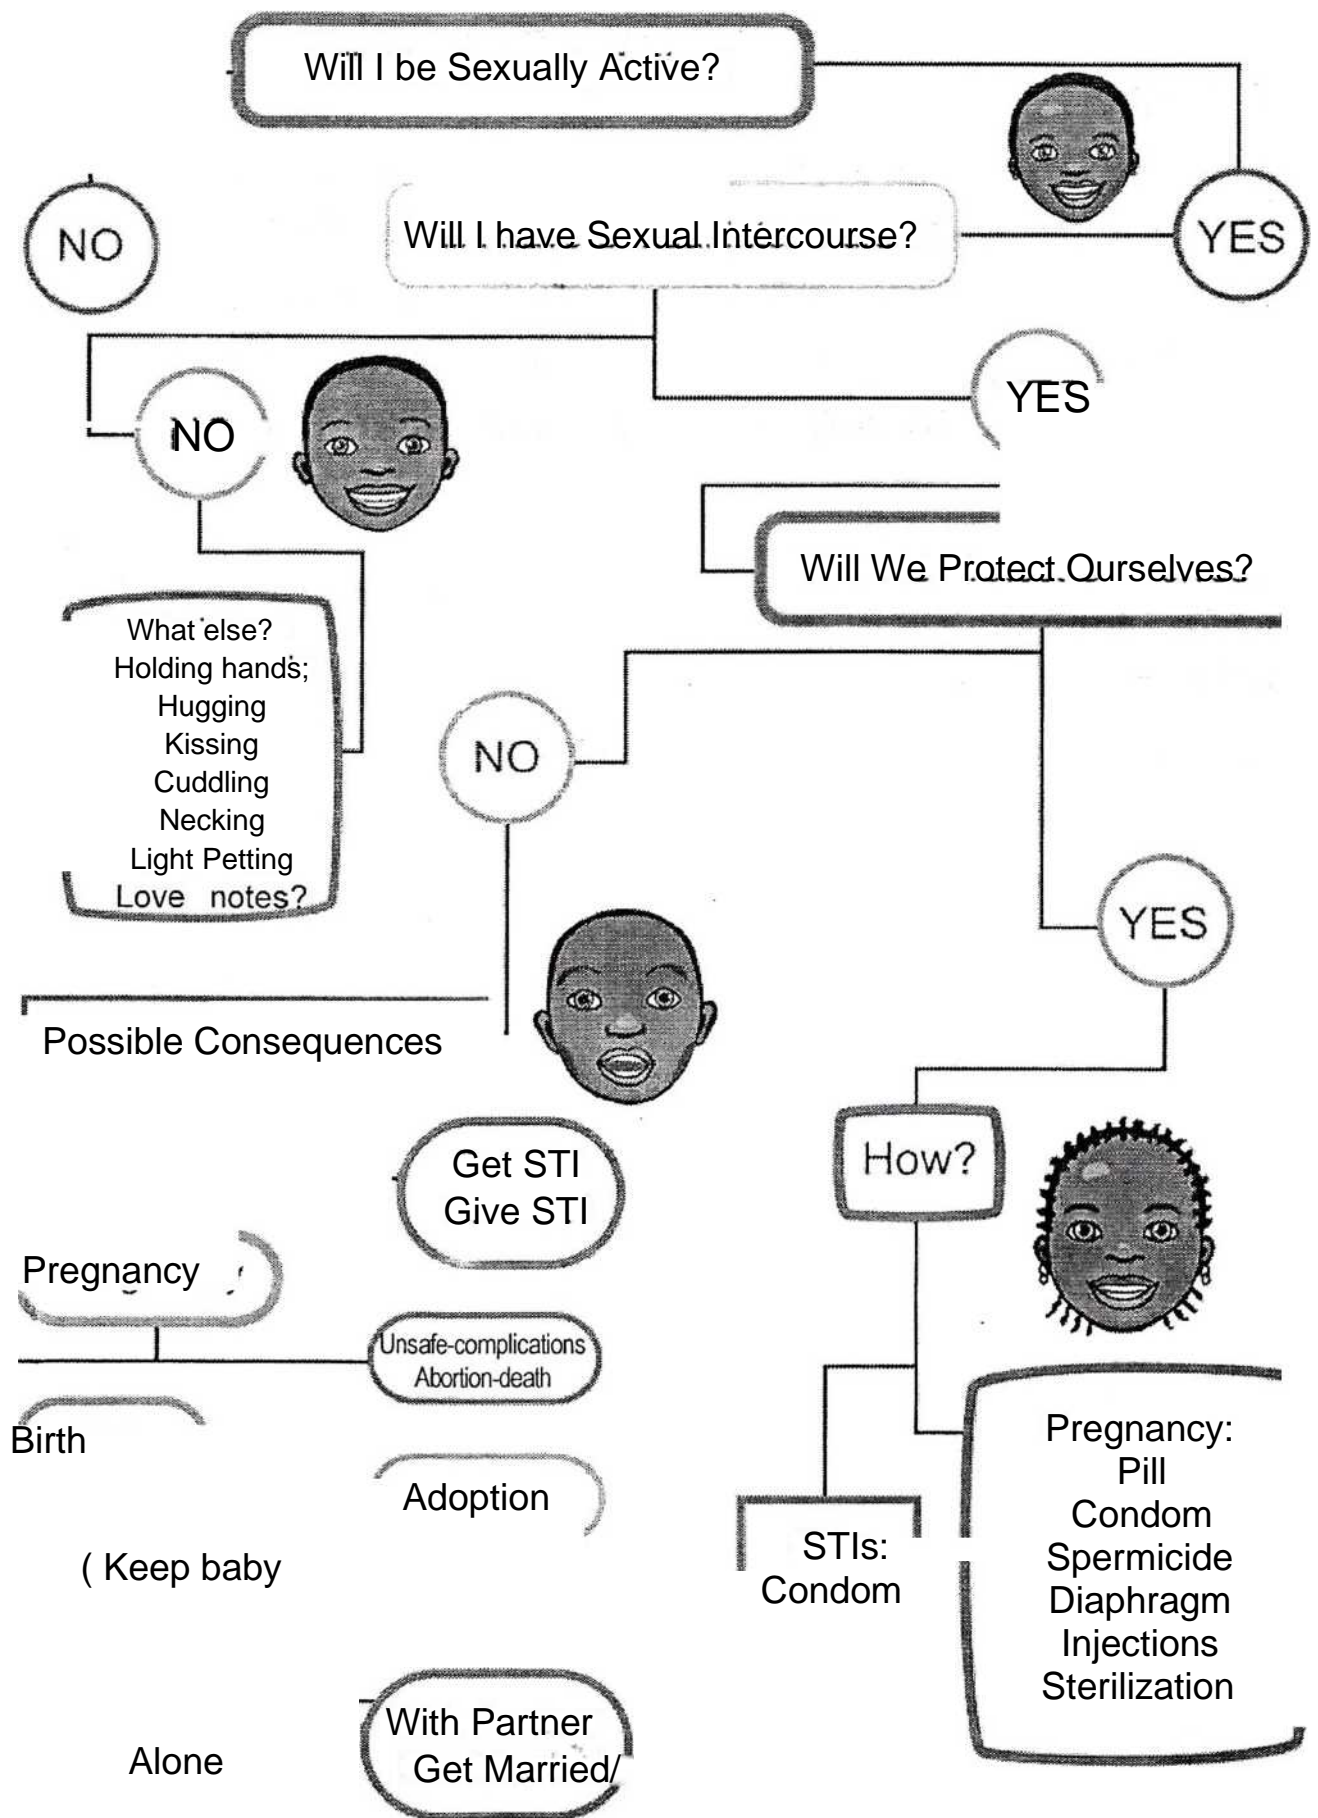 Will I be Sexually Active?
NO
Will I have Sexual Intercourse?
YES
NO
YES
Will We Protect Ourselves?
What else?
Holding hands;
Hugging
Kissing
Cuddling
Necking
Light Petting
Love notes?
NO
YES
Possible Consequences
How?
Get STI
Give STI
Pregnancy
Unsafe-complications
Abortion-death
Birth
Adoption
( Keep baby
STIs:
Condom
Pregnancy:
Pill
Condom
Spermicide
Diaphragm
Injections
Sterilization
Alone
With Partner
Get Married/